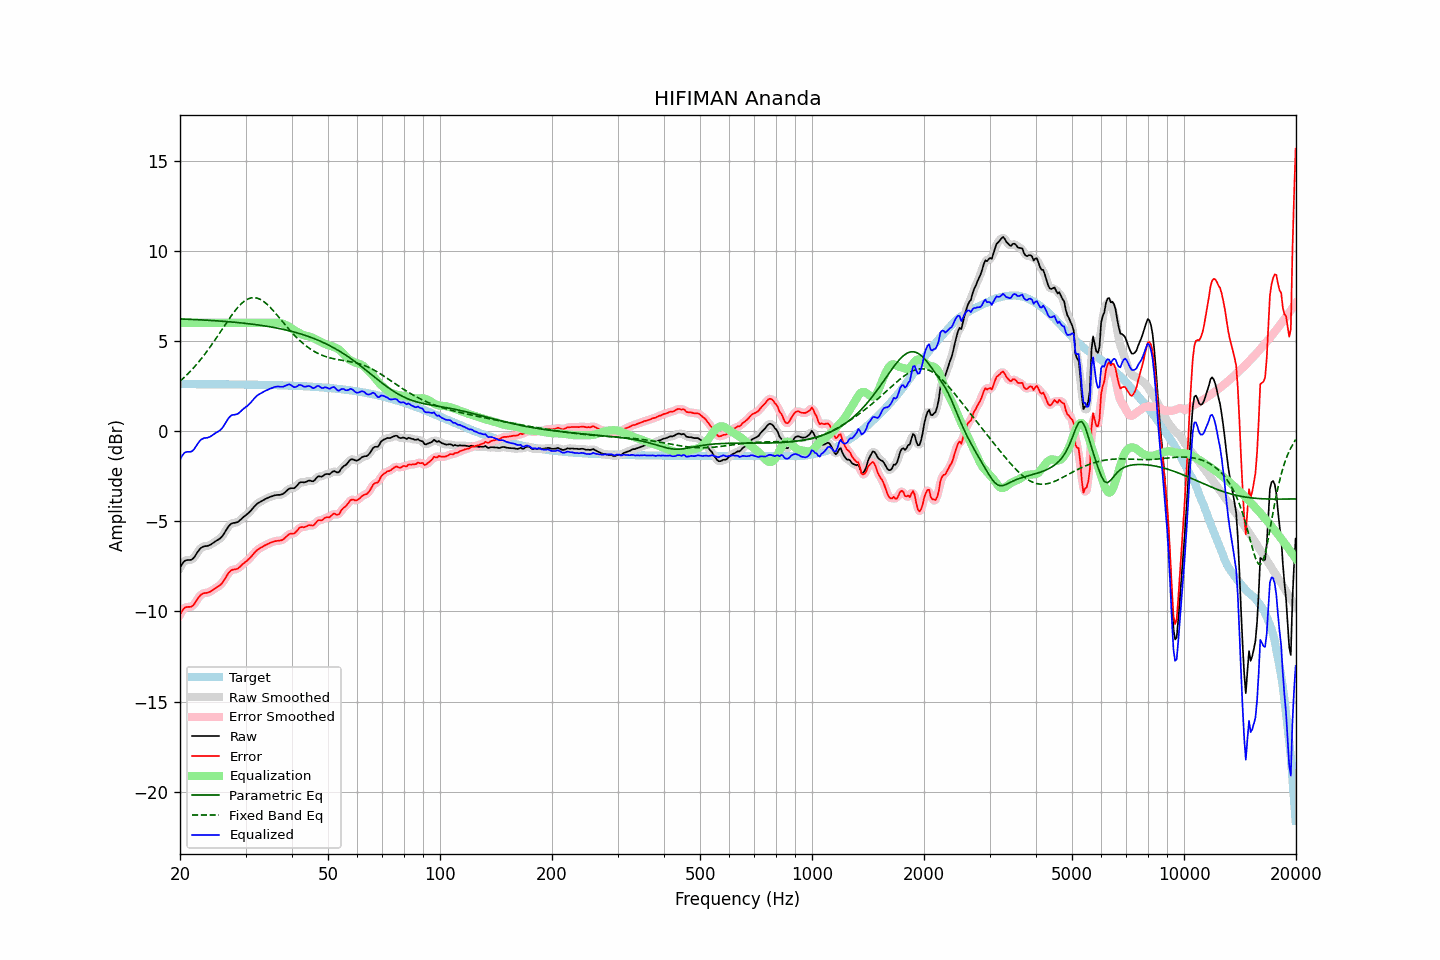 HIFIMAN Ananda
Amplitude (dBr)
15
10
5
0
−5
−10
−15
−20
Target
Raw Smoothed
Error Smoothed
Raw
Error
Equalization
Parametric Eq
Fixed Band Eq
Equalized
20
50
100
200
500
1000
2000
5000
10000
20000
Frequency (Hz)